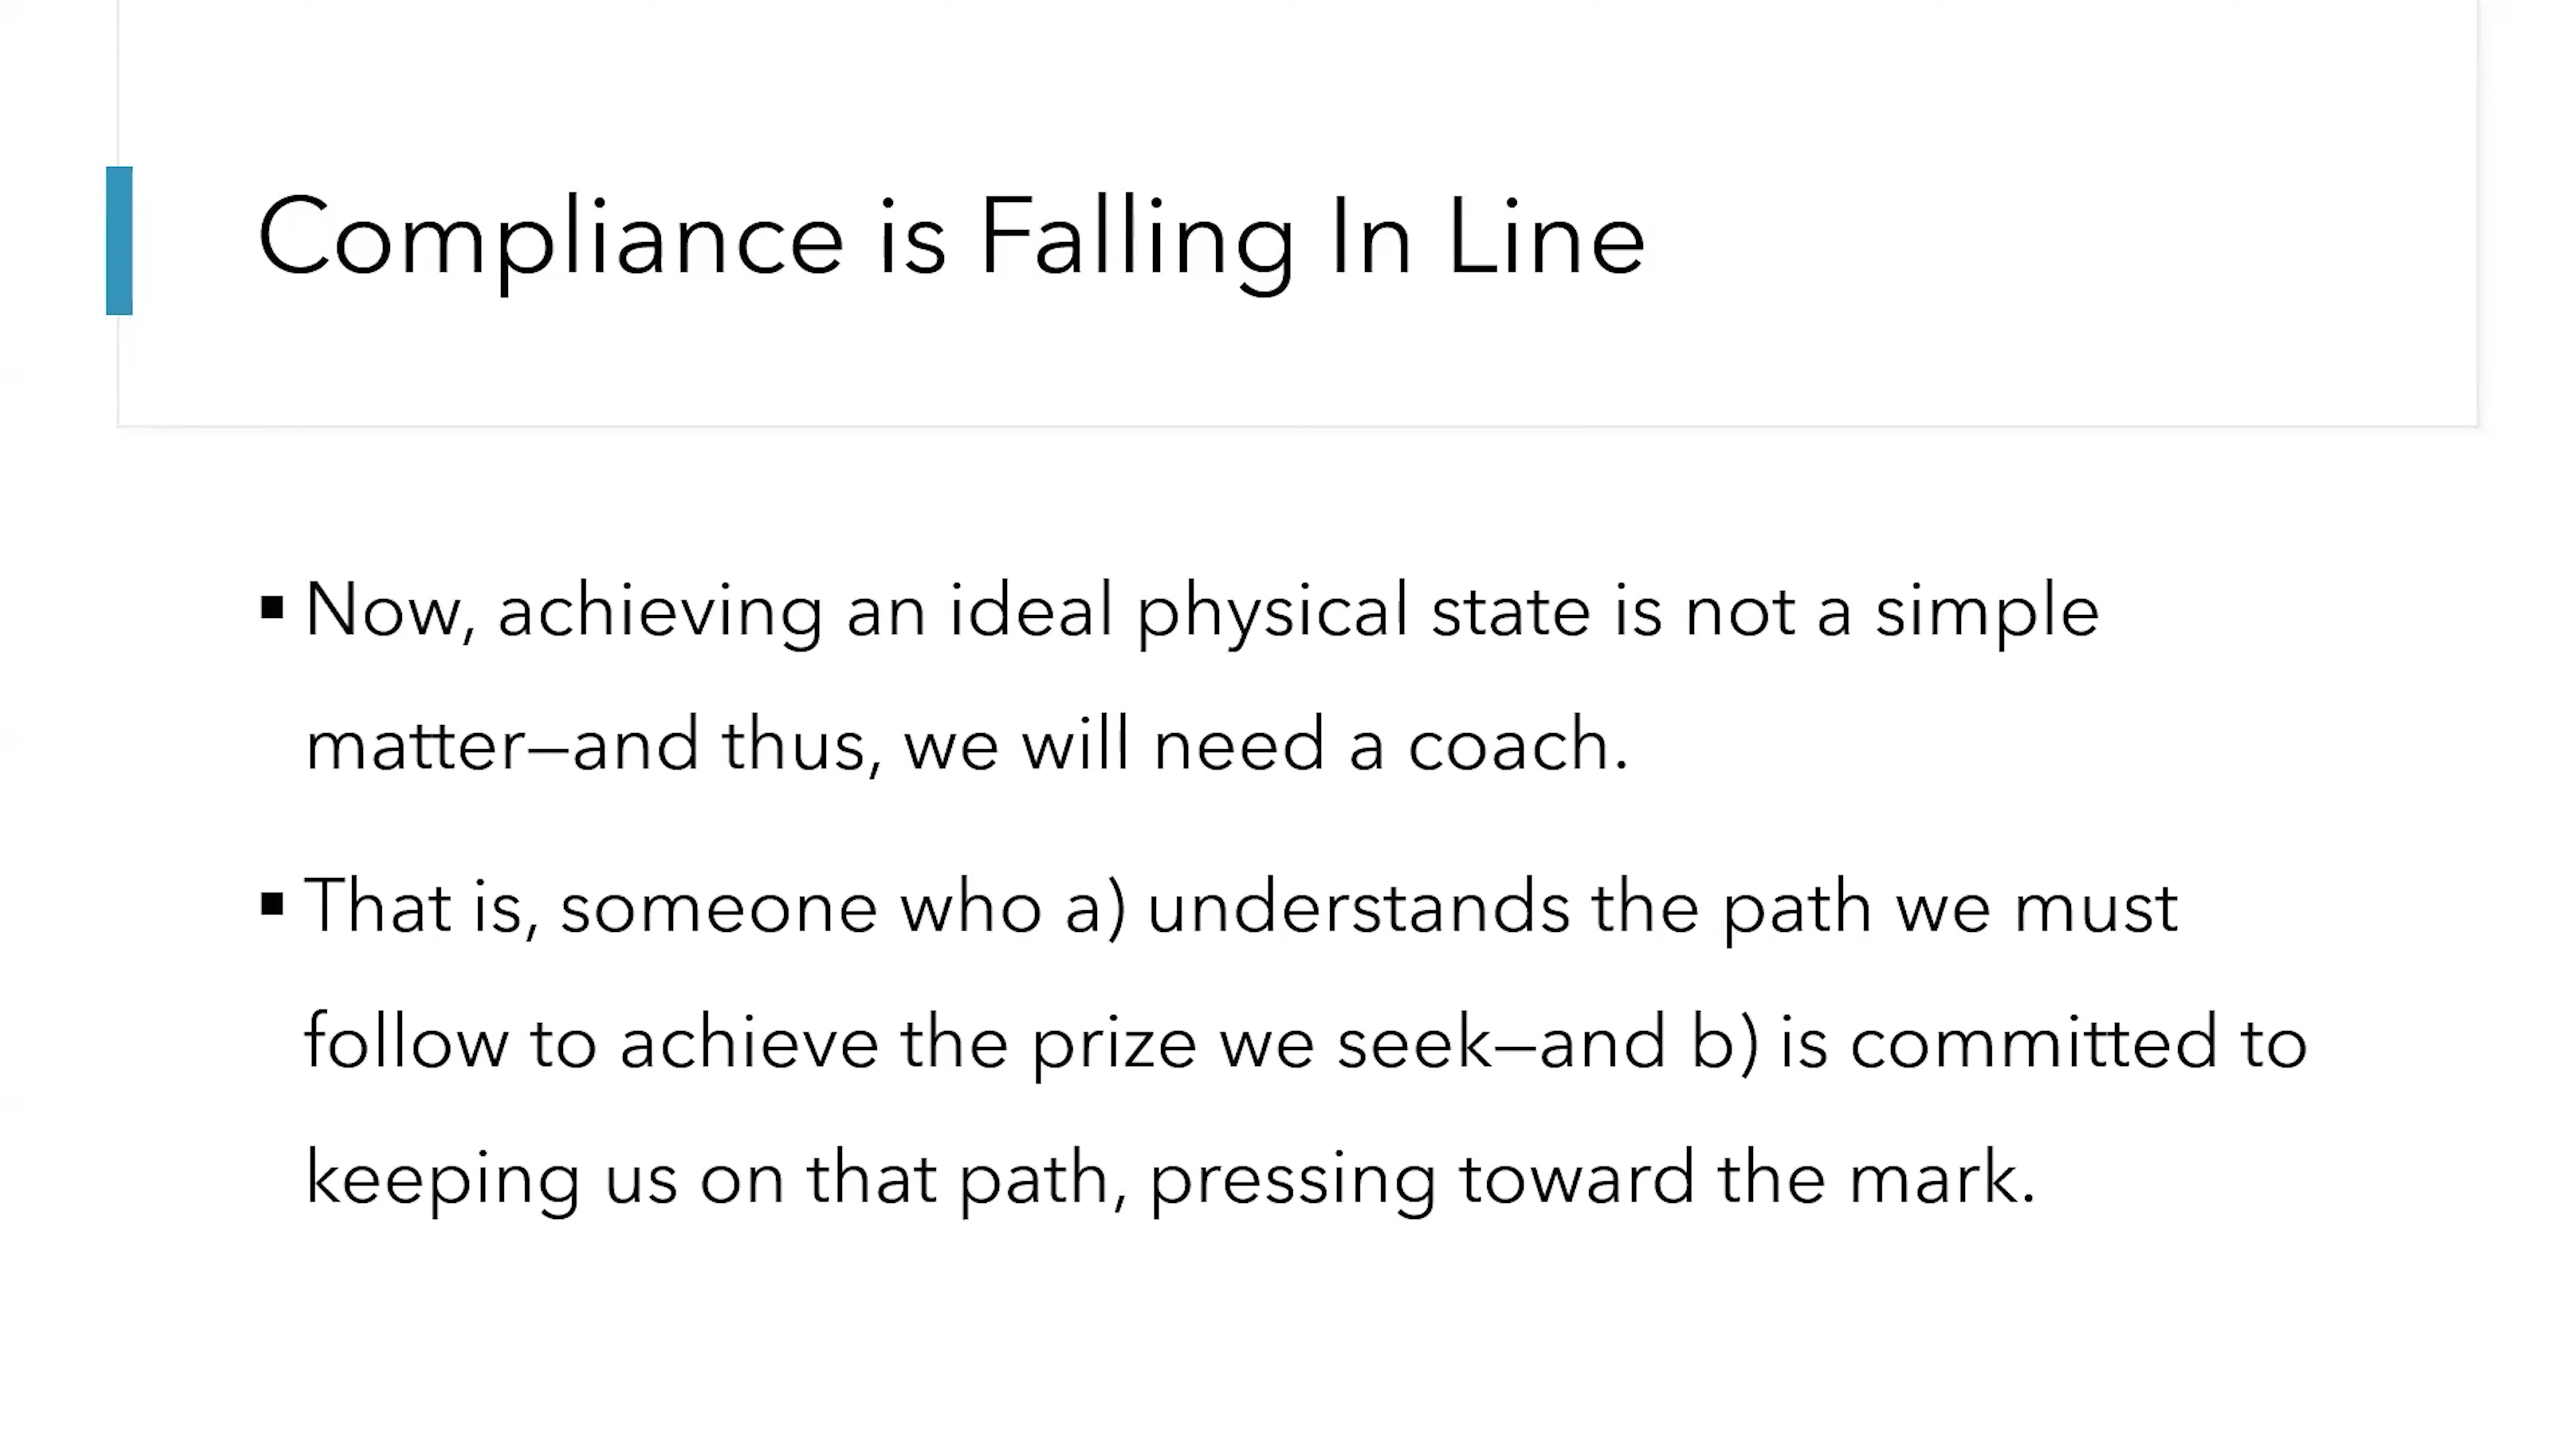 Compliance is Falling In Line
▪ Now, achieving an ideal physical state is not a simple
matter—and thus, we will need a coach.
▪ That is, someone who a) understands the path we must
follow to achieve the prize we seek—and b) is committed to
keeping us on that path, pressing toward the mark.